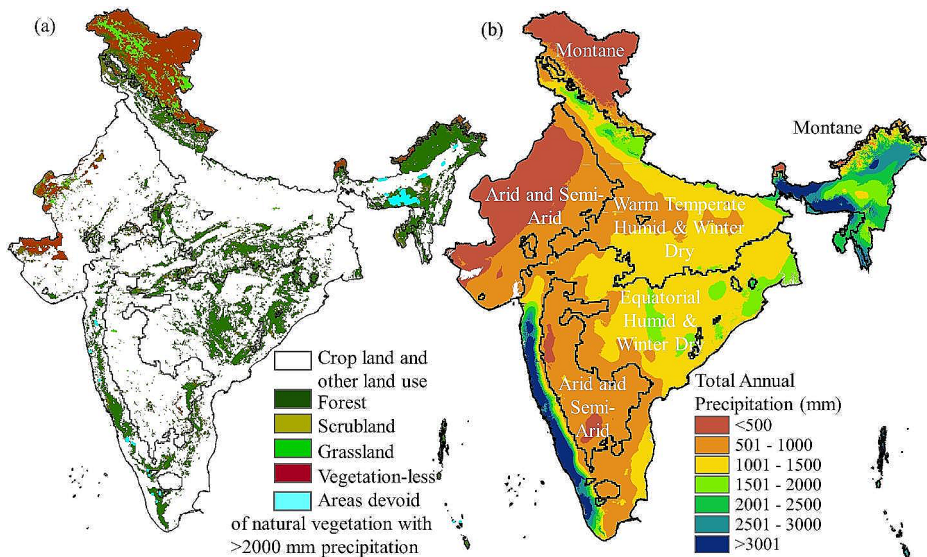 (a)
Crop land and
other land use
Forest
Scrubland
Grassland
Vegetation-less
Areas devoid
of natural vegetation with
>2000 mm precipitation
(b)
Montane
Montane
Arid and Semi-
Arid
Warm Temperate
Humid & Winter
Dry
Equatorial
Humid &
Winter
Dry
Arid and
Semi-
Arid
Total Annual
Precipitation (mm)
<500
501 - 1000
1001 - 1500
1501 - 2000
2001 - 2500
2501 - 3000
>3001